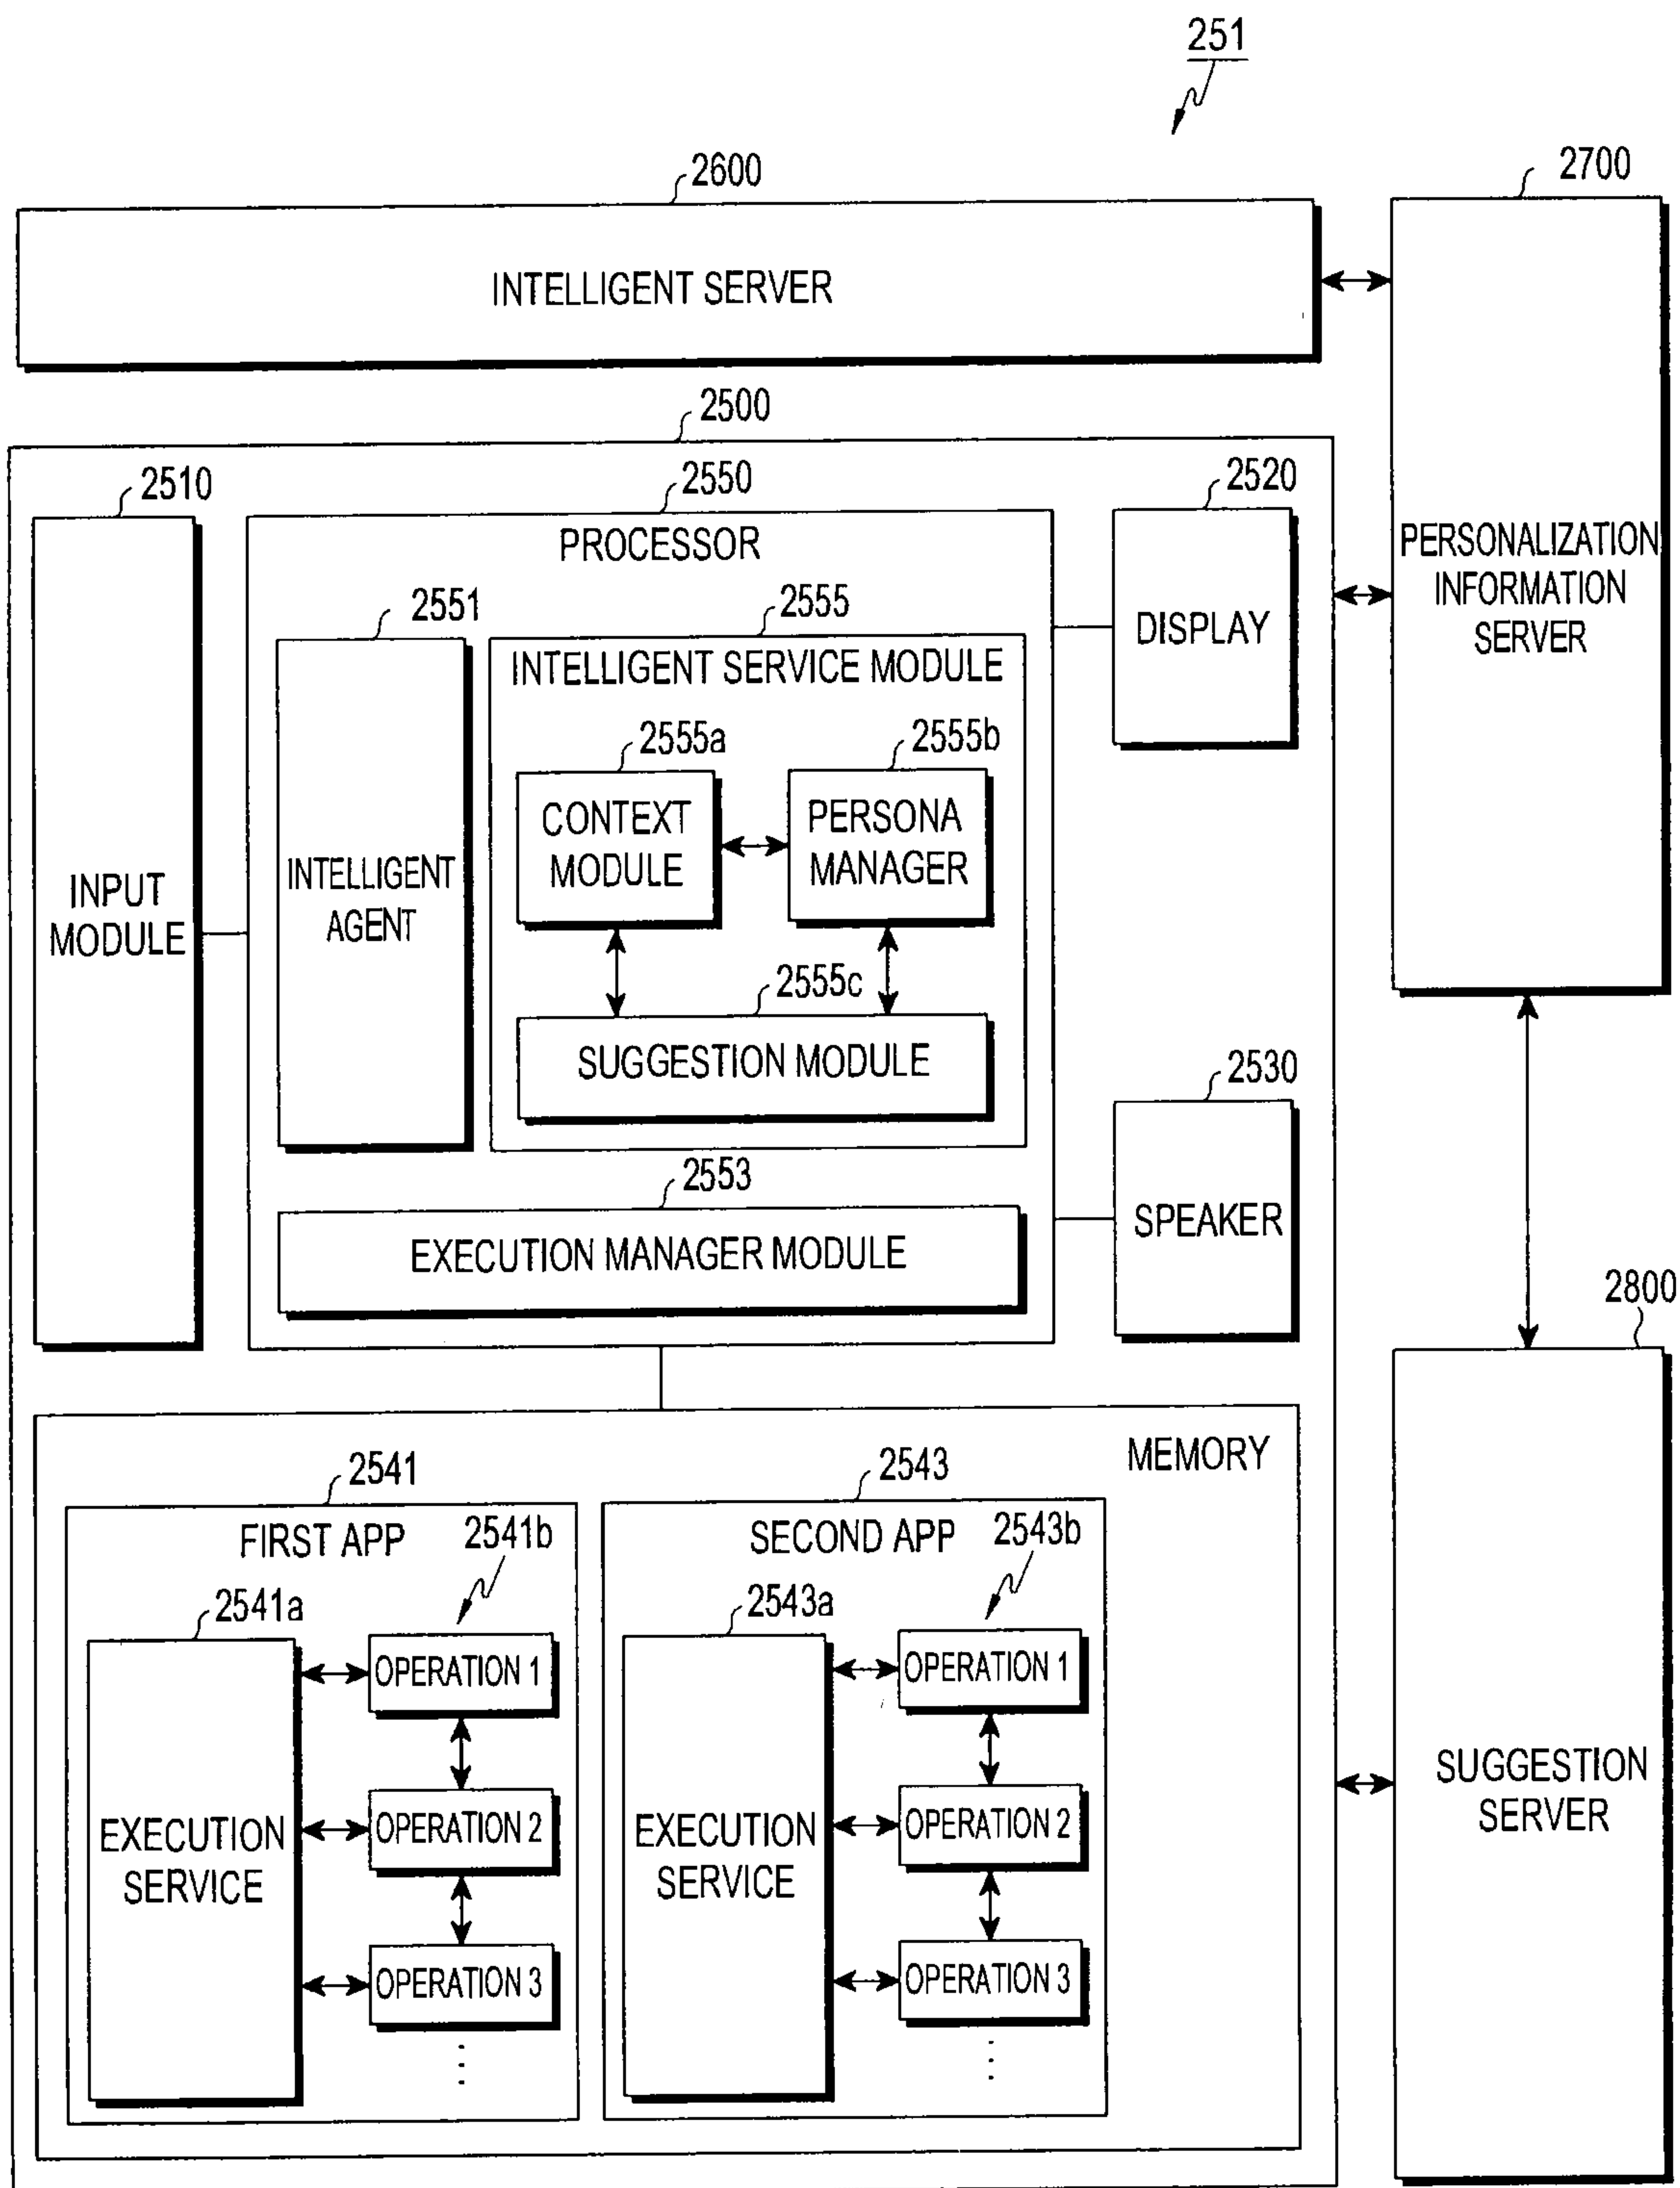 251
2600
2700
INTELLIGENT SERVER
2500
2510
2550
2520
PROCESSOR
PERSONALIZATION
INFORMATION
SERVER
2551
2555
DISPLAY
INTELLIGENT SERVICE MODULE
2555a
2555b
CONTEXT
MODULE
PERSONA
MANAGER
INPUT
MODULE
INTELLIGENT
AGENT
2555c
SUGGESTION MODULE
2530
2553
SPEAKER
EXECUTION MANAGER MODULE
2800
MEMORY
2541
2543
FIRST APP
2541b
SECOND APP
2543b
2541a
2543a
OPERATION 1
OPERATION 1
SUGGESTION
SERVER
EXECUTION
SERVICE
OPERATION 2
EXECUTION
SERVICE
OPERATION 2
OPERATION 3
OPERATION 3